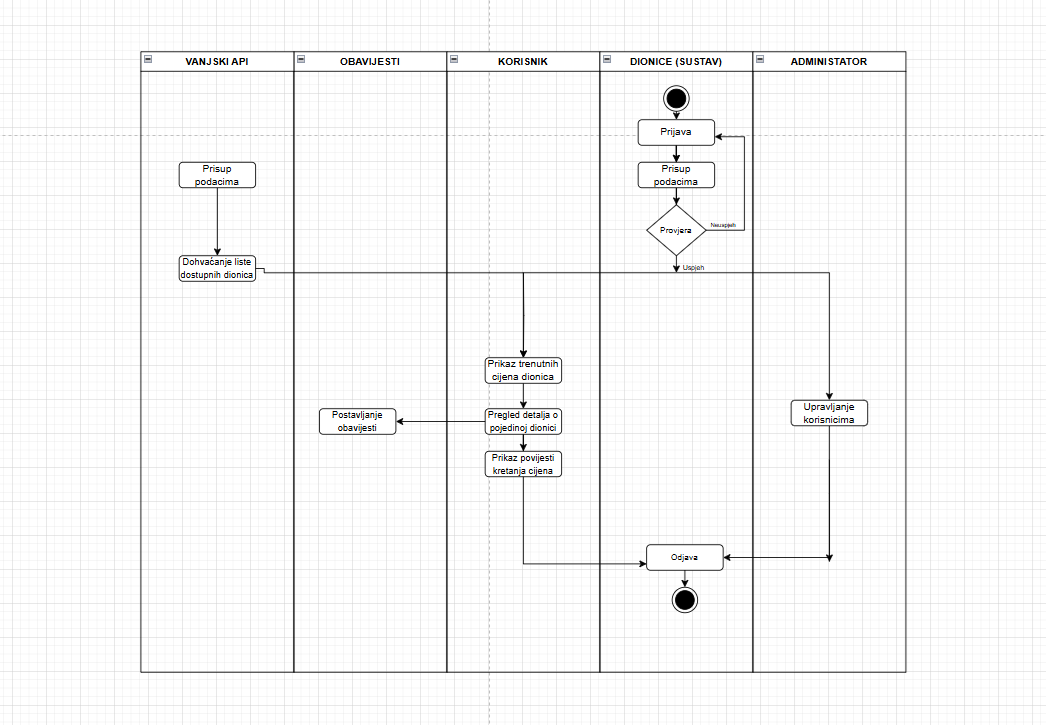 VANJSKI API
OBAVIJESTI
KORISNIK
DIONICE (SUSTAV)
ADMINISTATOR
Prijava
Prisup
podacima
Prisup
podacima
Provjera
Neuspjeh
Uspjeh
Dohvaćanje liste
dostupnih dionica
Prikaz trenutnih
cijena dionica
Postavljanje
obavijesti
Pregled detalja o
pojedinoj dionici
Upravljanje
korisnicima
Prikaz povijesti
kretanja cijena
Odjava